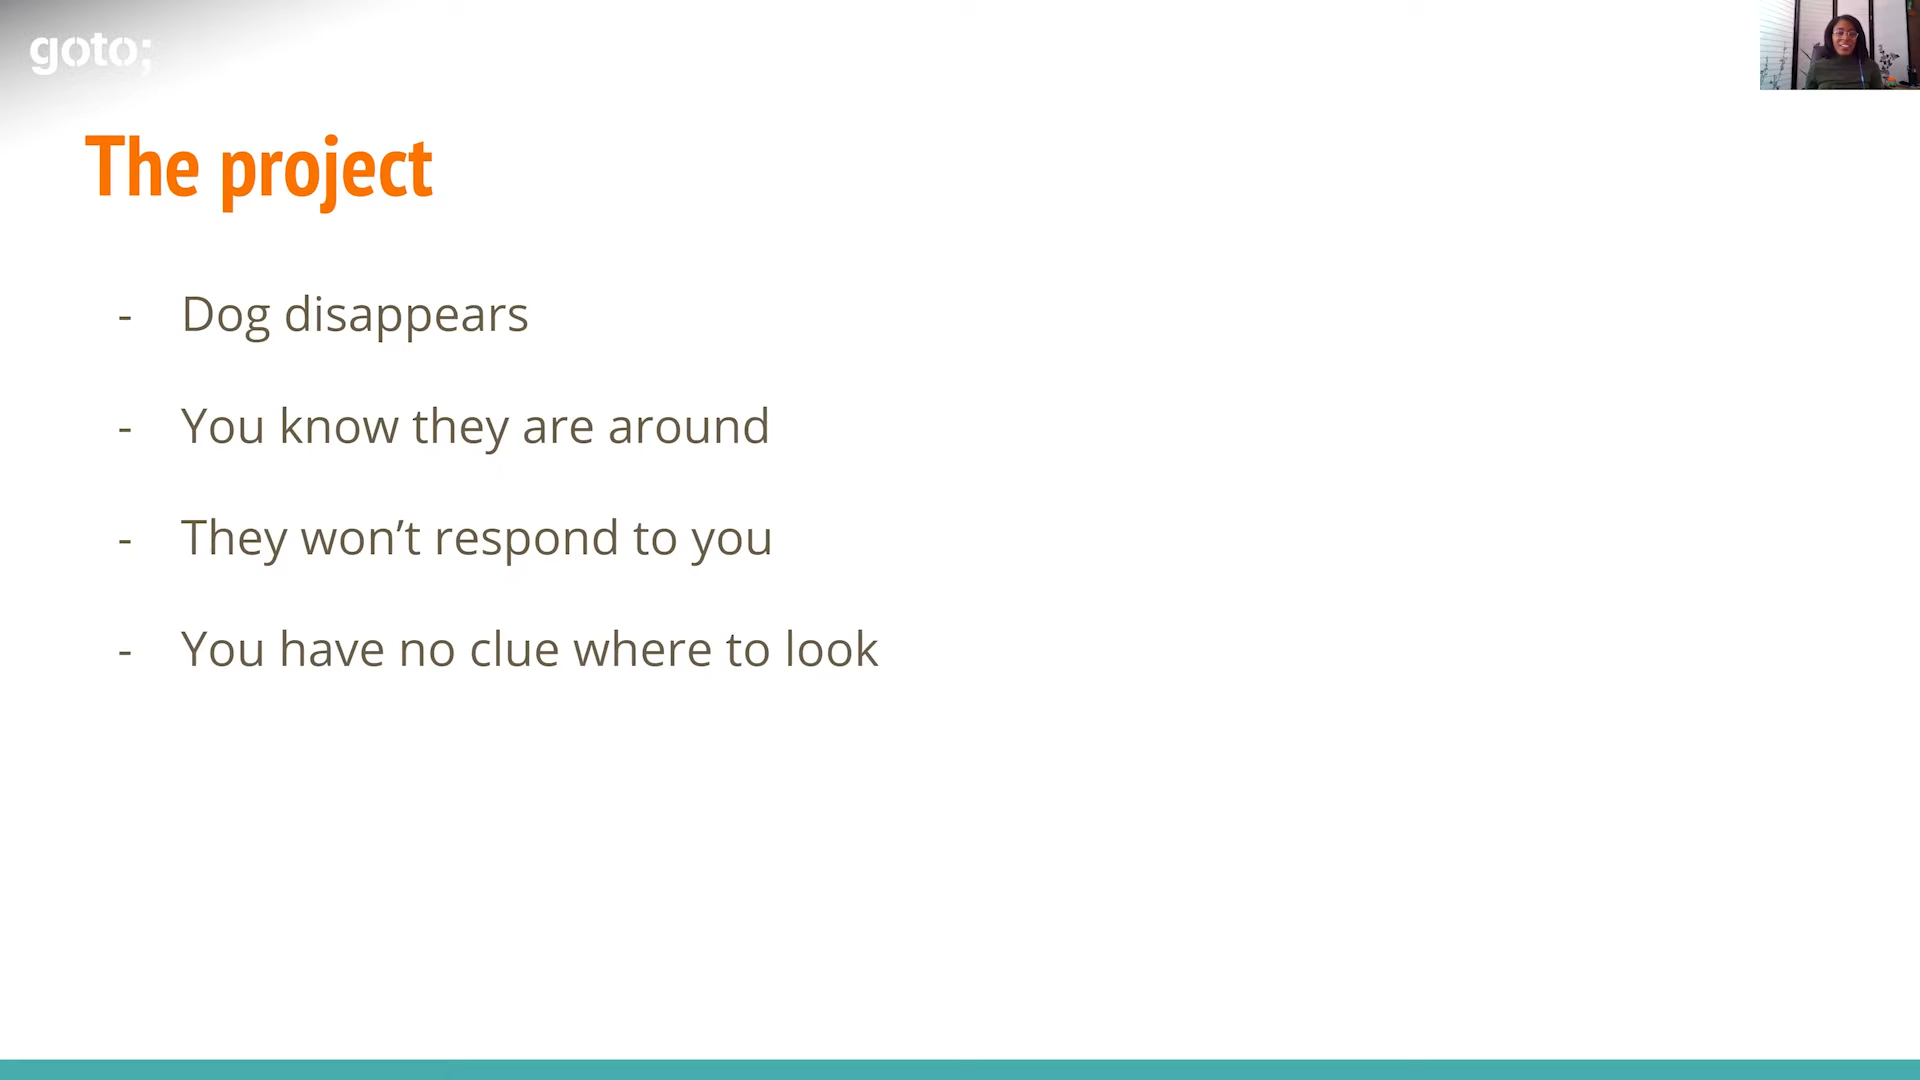 goto;
The project
- Dog disappears
- You know they are around
- They won’t respond to you
- You have no clue where to look